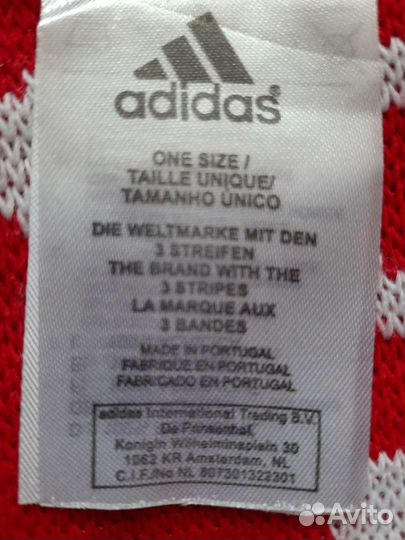 adidas®
ONE SIZE /
TAILLE UNIQUE/
TAMANHO ÚNICO
DIE WELTMARKE MIT DEN
3 STREIFEN
THE BRAND WITH THE
3 STRIPES
LA MARQUE AUX
3 BANDES
MADE IN PORTUGAL
FABRIQUE EN PORTUGAL
FABRICADO EN PORTUGAL
adidas International Trading B.V.
De Prinsenhof,
Konigin Wilhelminaplein 30
1062 KR Amsterdam, NL
C.I.F./No NL 807301322301
Avito